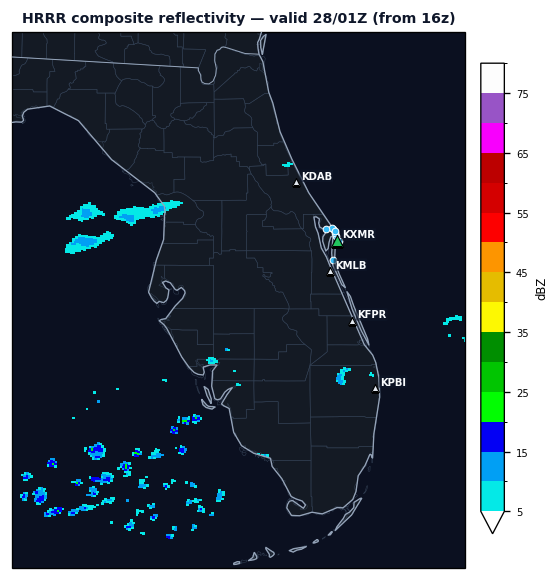 HRRR composite reflectivity — valid 28/01Z (from 16z)
KDAB
KXMR
KMLB
KFPR
KPBI
75
65
55
45
35
25
15
5
dBZ